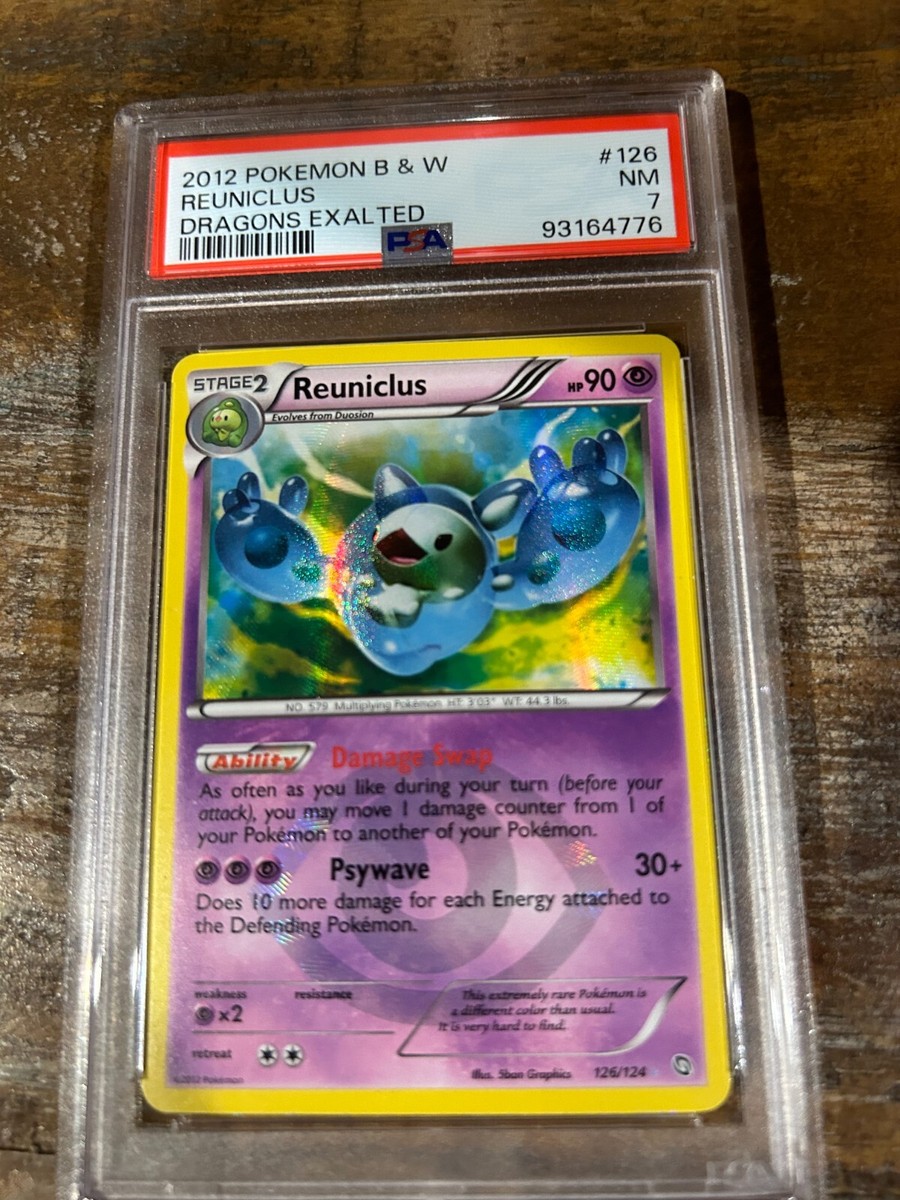 2012 POKEMON B & W #126
REUNICLUS NM
DRAGONS EXALTED 7
PSA 93164776
STAGE2 Reuniclus HP90
Evolves from Duosion
NO. 579 Multiplying Pokémon HT: 3'03" WT: 44.3 lbs.
Ability Damage Swap
As often as you like during your turn (before your
attack), you may move 1 damage counter from 1 of
your Pokémon to another of your Pokémon.
Psywave 30+
Does 10 more damage for each Energy attached to
the Defending Pokémon.
weakness resistance
x2
This extremely rare Pokémon is
a different color than usual.
It is very hard to find.
retreat
©2012 Pokémon Illus. 5ban Graphics 126/124